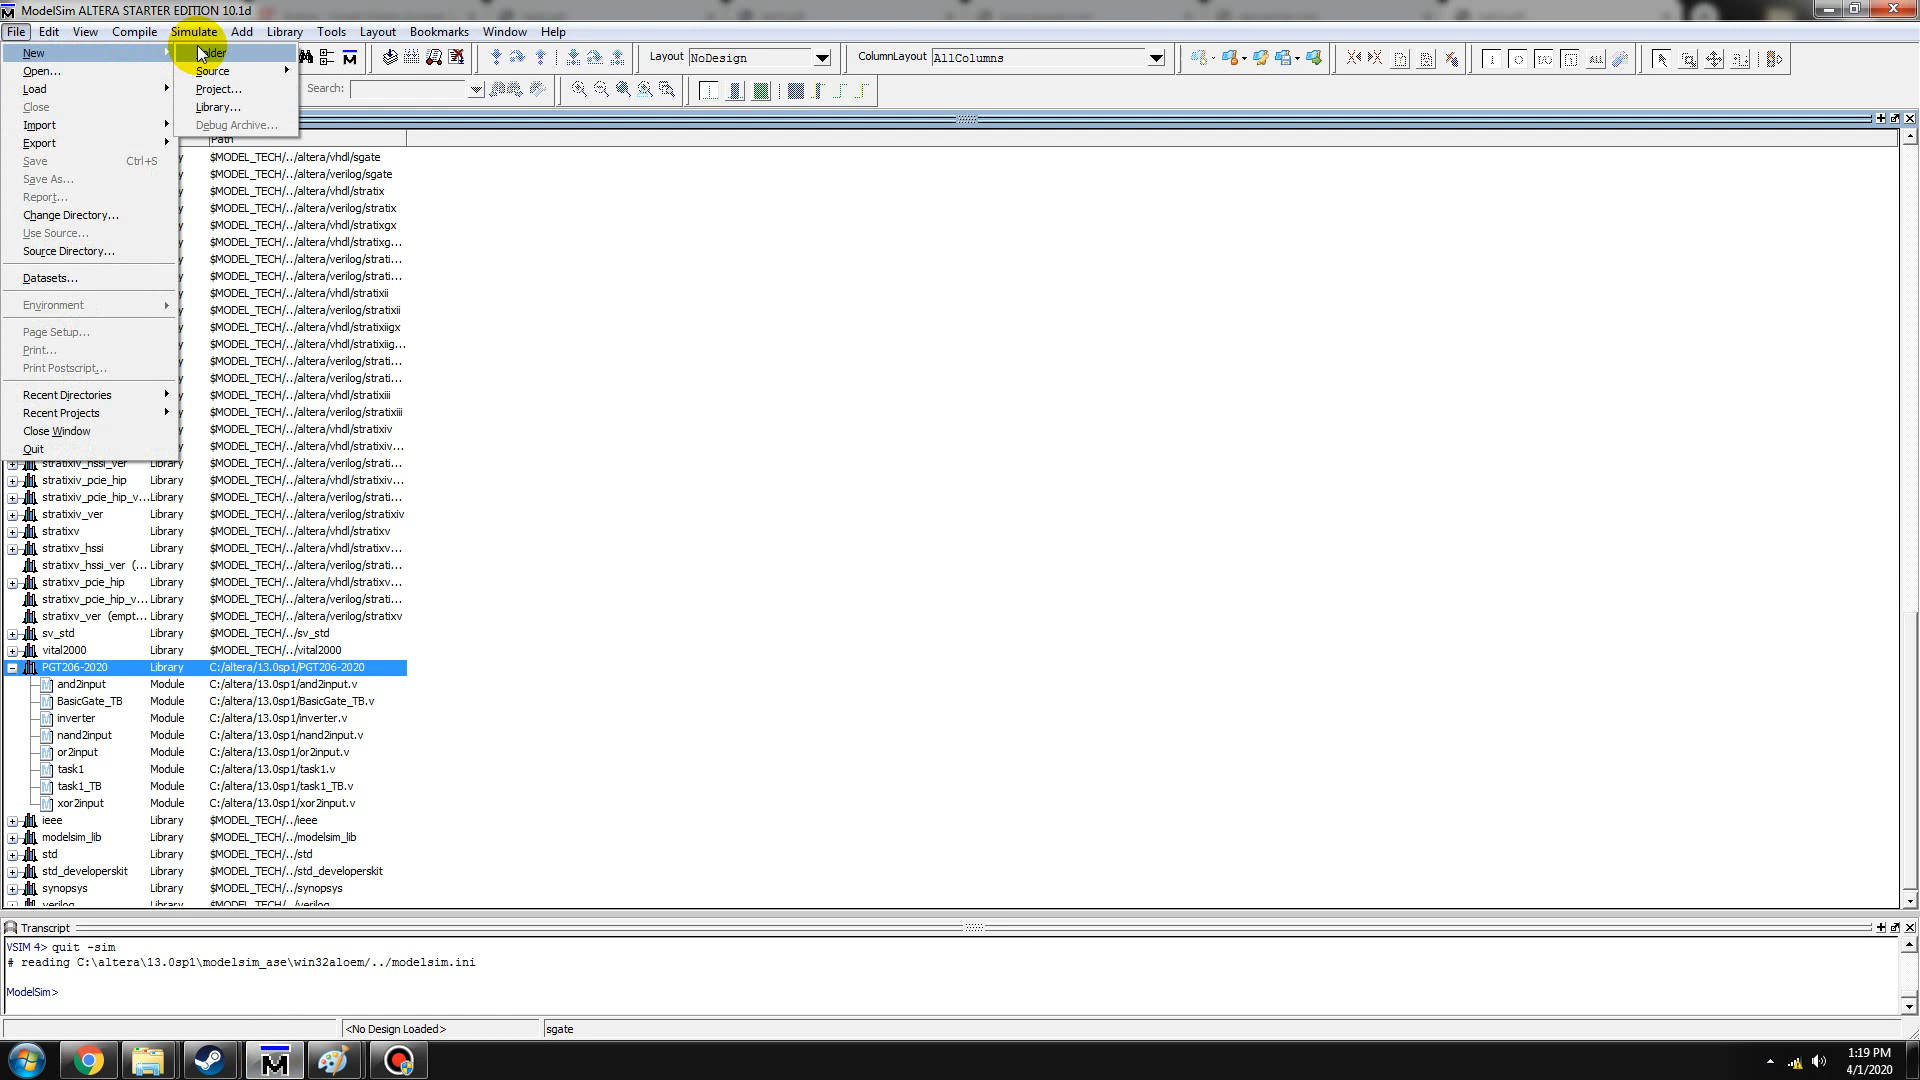 ModelSim ALTERA STARTER EDITION 10.1d
File Edit View Compile Simulate Add Library Tools Layout Bookmarks Window Help
New
Open...
Load
Close
Import
Export
Save Ctrl+S
Save As...
Report...
Change Directory...
Use Source...
Source Directory...
Datasets...
Environment
Page Setup...
Print...
Print Postscript...
Recent Directories
Recent Projects
Close Window
Quit
Source
Project...
Library...
Debug Archive...
Layout NoDesign
ColumnLayout AllColumns
Search:
Path
$MODEL_TECH/../altera/vhdl/sgate
$MODEL_TECH/../altera/verilog/sgate
$MODEL_TECH/../altera/vhdl/stratix
$MODEL_TECH/../altera/verilog/stratix
$MODEL_TECH/../altera/vhdl/stratixgx
$MODEL_TECH/../altera/vhdl/stratixg...
$MODEL_TECH/../altera/verilog/strati...
$MODEL_TECH/../altera/verilog/strati...
$MODEL_TECH/../altera/vhdl/stratixii
$MODEL_TECH/../altera/verilog/stratixii
$MODEL_TECH/../altera/vhdl/stratixiigx
$MODEL_TECH/../altera/vhdl/stratixiig...
$MODEL_TECH/../altera/verilog/strati...
$MODEL_TECH/../altera/verilog/strati...
$MODEL_TECH/../altera/vhdl/stratixiii
$MODEL_TECH/../altera/verilog/stratixiii
$MODEL_TECH/../altera/vhdl/stratixiv
$MODEL_TECH/../altera/vhdl/stratixiv...
stratixiv_hssi_ver Library $MODEL_TECH/../altera/verilog/strati...
stratixiv_pcie_hip Library $MODEL_TECH/../altera/vhdl/stratixiv...
stratixiv_pcie_hip_v... Library $MODEL_TECH/../altera/verilog/strati...
stratixiv_ver Library $MODEL_TECH/../altera/verilog/stratixiv
stratixv Library $MODEL_TECH/../altera/vhdl/stratixv
stratixv_hssi Library $MODEL_TECH/../altera/vhdl/stratixv...
stratixv_hssi_ver (... Library $MODEL_TECH/../altera/verilog/strati...
stratixv_pcie_hip Library $MODEL_TECH/../altera/vhdl/stratixv...
stratixv_pcie_hip_v... Library $MODEL_TECH/../altera/verilog/strati...
stratixv_ver (empt... Library $MODEL_TECH/../altera/verilog/stratixv
sv_std Library $MODEL_TECH/../sv_std
vital2000 Library $MODEL_TECH/../vital2000
PGT206-2020 Library C:/altera/13.0sp1/PGT206-2020
and2input Module C:/altera/13.0sp1/and2input.v
BasicGate_TB Module C:/altera/13.0sp1/BasicGate_TB.v
inverter Module C:/altera/13.0sp1/inverter.v
nand2input Module C:/altera/13.0sp1/nand2input.v
or2input Module C:/altera/13.0sp1/or2input.v
task1 Module C:/altera/13.0sp1/task1.v
task1_TB Module C:/altera/13.0sp1/task1_TB.v
xor2input Module C:/altera/13.0sp1/xor2input.v
ieee Library $MODEL_TECH/../ieee
modelsim_lib Library $MODEL_TECH/../modelsim_lib
std Library $MODEL_TECH/../std
std_developerskit Library $MODEL_TECH/../std_developerskit
synopsys Library $MODEL_TECH/../synopsys
verilog Library $MODEL_TECH/../verilog
Transcript
VSIM 4> quit -sim
# reading C:\altera\13.0sp1\modelsim_ase\win32aloem/../modelsim.ini
ModelSim>
<No Design Loaded> sgate
1:19 PM
4/1/2020